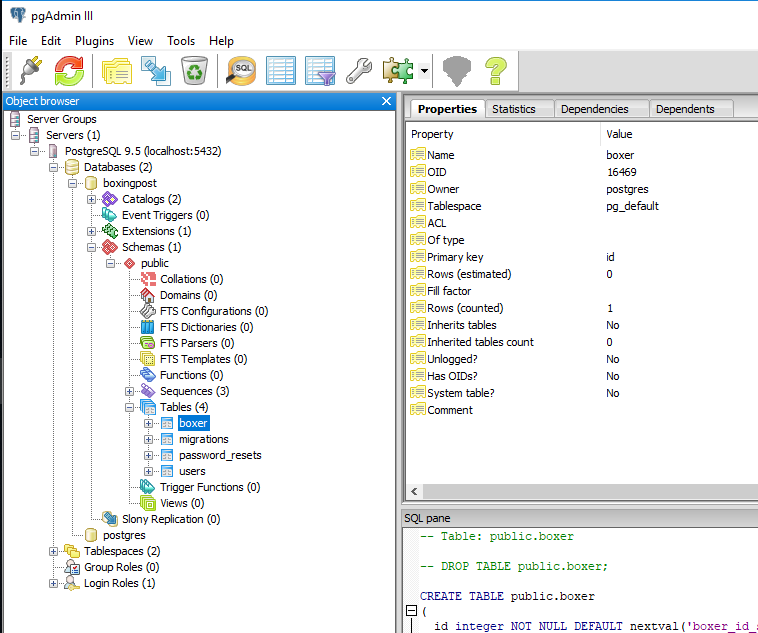 pgAdmin III
File Edit Plugins View Tools Help
SQL
Object browser
Server Groups
Servers (1)
PostgreSQL 9.5 (localhost:5432)
Databases (2)
boxingpost
Catalogs (2)
Event Triggers (0)
Extensions (1)
Schemas (1)
public
Collations (0)
Domains (0)
FTS Configurations (0)
FTS Dictionaries (0)
FTS Parsers (0)
FTS Templates (0)
Functions (0)
Sequences (3)
Tables (4)
boxer
migrations
password_resets
users
Trigger Functions (0)
Views (0)
Slony Replication (0)
postgres
Tablespaces (2)
Group Roles (0)
Login Roles (1)
Properties Statistics Dependencies Dependents
Property Value
Name boxer
OID 16469
Owner postgres
Tablespace pg_default
ACL
Of type
Primary key id
Rows (estimated) 0
Fill factor
Rows (counted) 1
Inherits tables No
Inherited tables count 0
Unlogged? No
Has OIDs? No
System table? No
Comment
SQL pane
-- Table: public.boxer
-- DROP TABLE public.boxer;
CREATE TABLE public.boxer
(
id integer NOT NULL DEFAULT nextval('boxer_id_